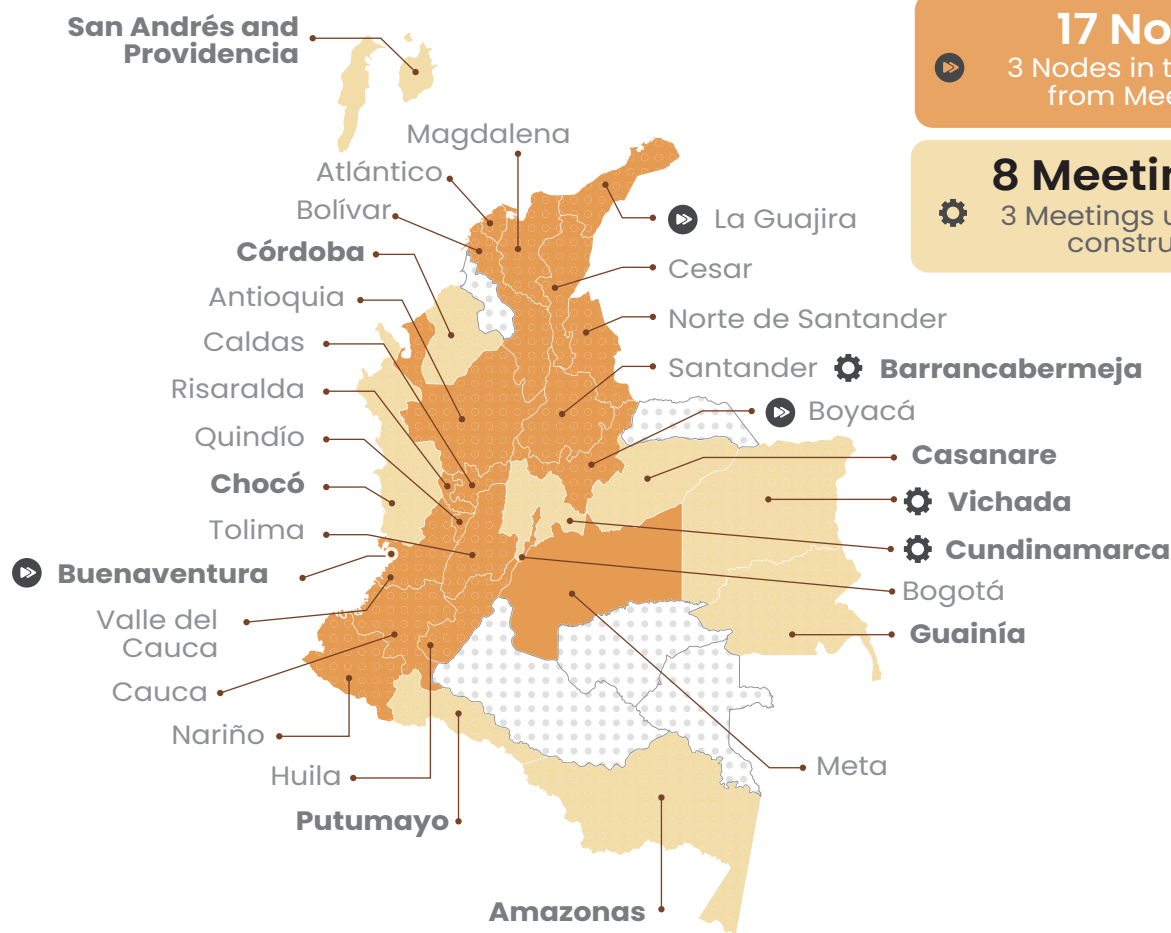 San Andrés and
Providencia
17 No
3 Nodes in t
from Mee
8 Meetin
3 Meetings u
constru
Magdalena
Atlántico
Bolívar
Córdoba
Antioquia
Caldas
Risaralda
Quindío
Chocó
Tolima
Buenaventura
Valle del
Cauca
Cauca
Nariño
Huila
Putumayo
Amazonas
La Guajira
Cesar
Norte de Santander
Santander
Barrancabermeja
Boyacá
Casanare
Vichada
Cundinamarca
Bogotá
Guainía
Meta